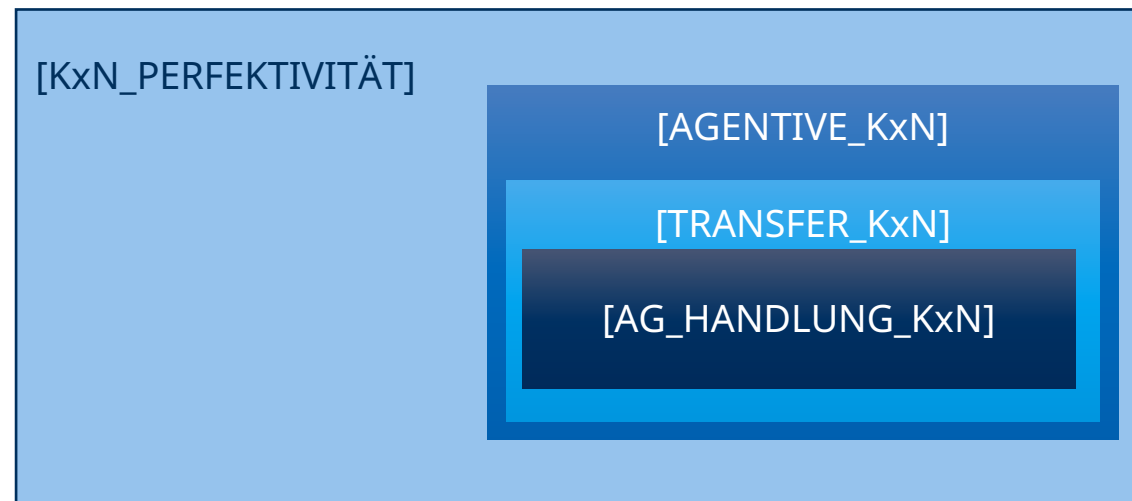 [KxN_PERFEKTIVITÄT]
[AGENTIVE_KxN]
[TRANSFER_KxN]
[AG_HANDLUNG_KxN]